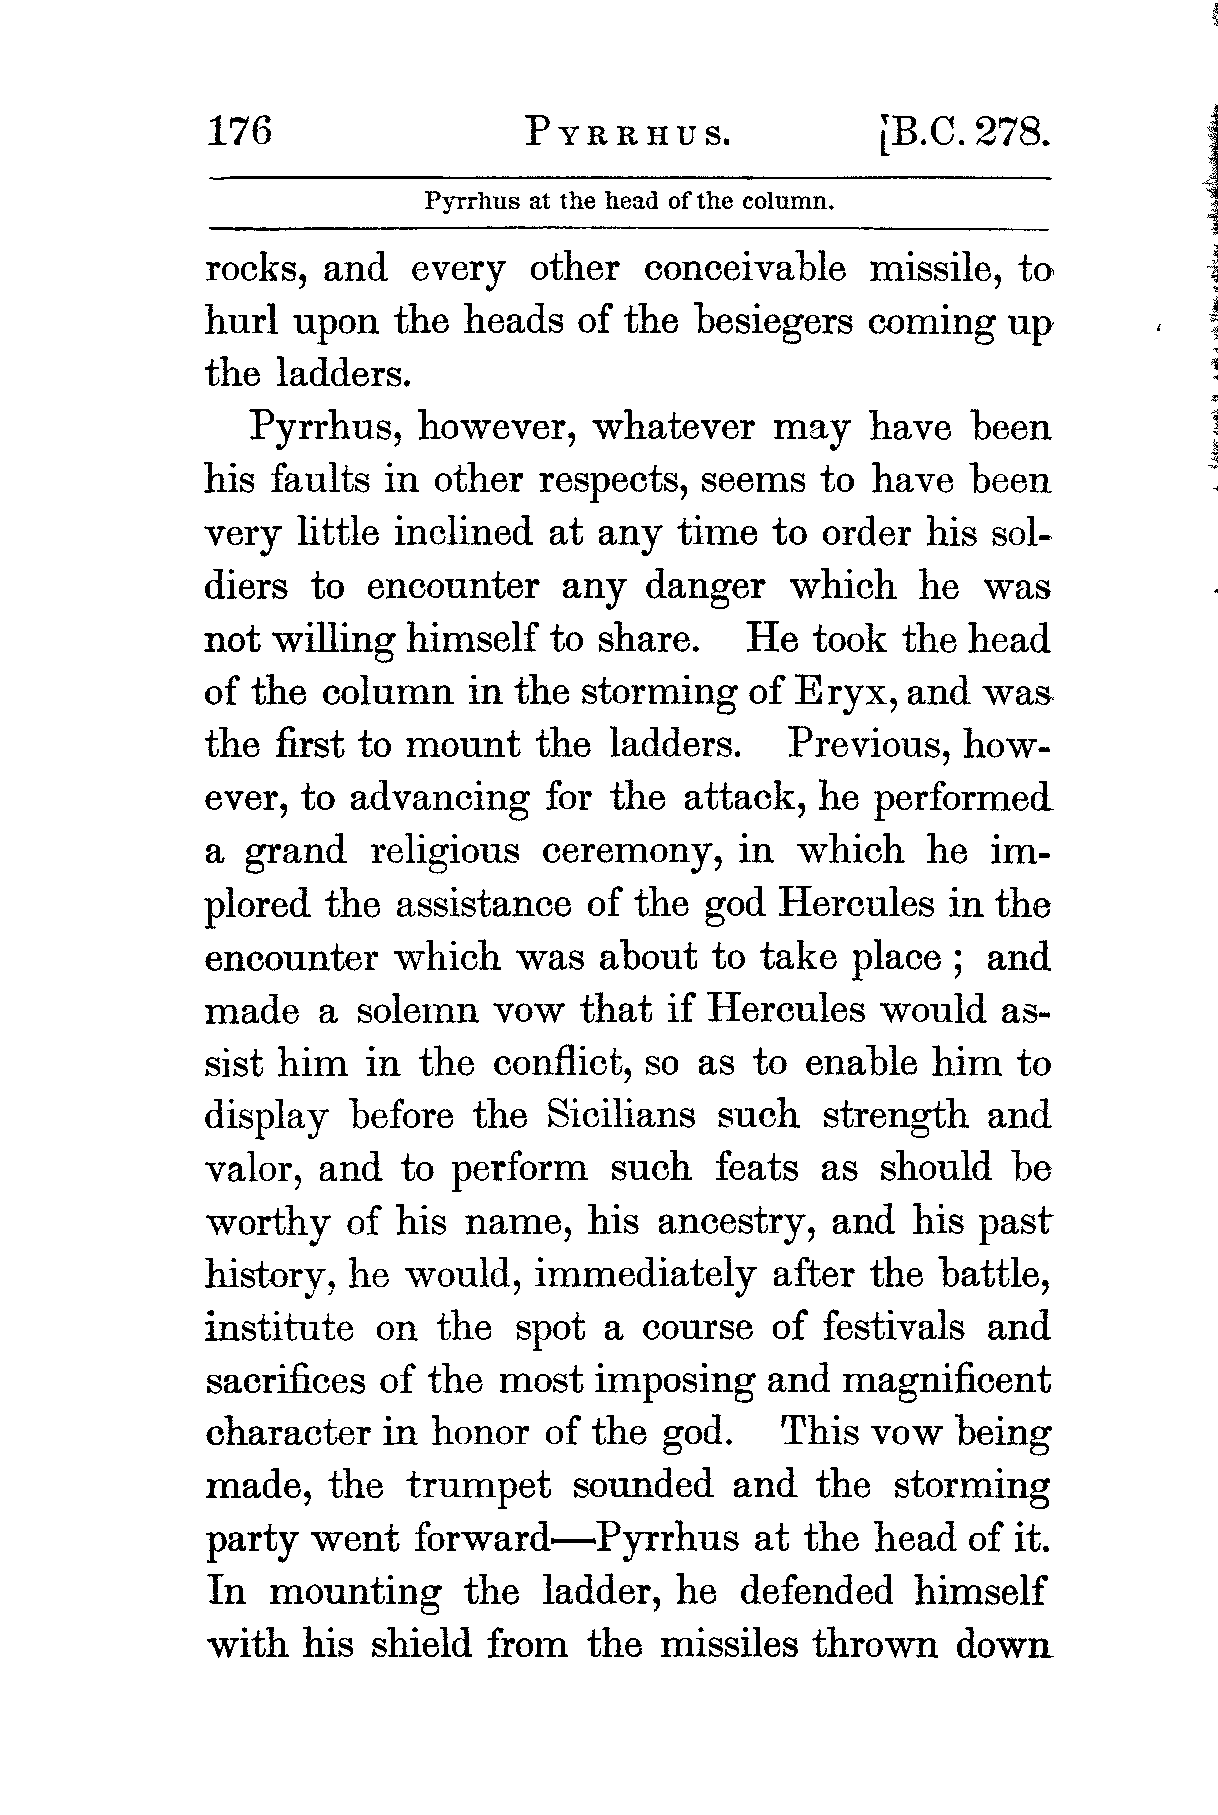 176 PYRRHUS. [B.C. 278.
Pyrrhus at the head of the column.
rocks, and every other conceivable missile, to
hurl upon the heads of the besiegers coming up
the ladders.
Pyrrhus, however, whatever may have been
his faults in other respects, seems to have been
very little inclined at any time to order his sol-
diers to encounter any danger which he was
not willing himself to share. He took the head
of the column in the storming of Eryx, and was
the first to mount the ladders. Previous, how-
ever, to advancing for the attack, he performed
a grand religious ceremony, in which he im-
plored the assistance of the god Hercules in the
encounter which was about to take place ; and
made a solemn vow that if Hercules would as-
sist him in the conflict, so as to enable him to
display before the Sicilians such strength and
valor, and to perform such feats as should be
worthy of his name, his ancestry, and his past
history, he would, immediately after the battle,
institute on the spot a course of festivals and
sacrifices of the most imposing and magnificent
character in honor of the god. This vow being
made, the trumpet sounded and the storming
party went forward—Pyrrhus at the head of it.
In mounting the ladder, he defended himself
with his shield from the missiles thrown down